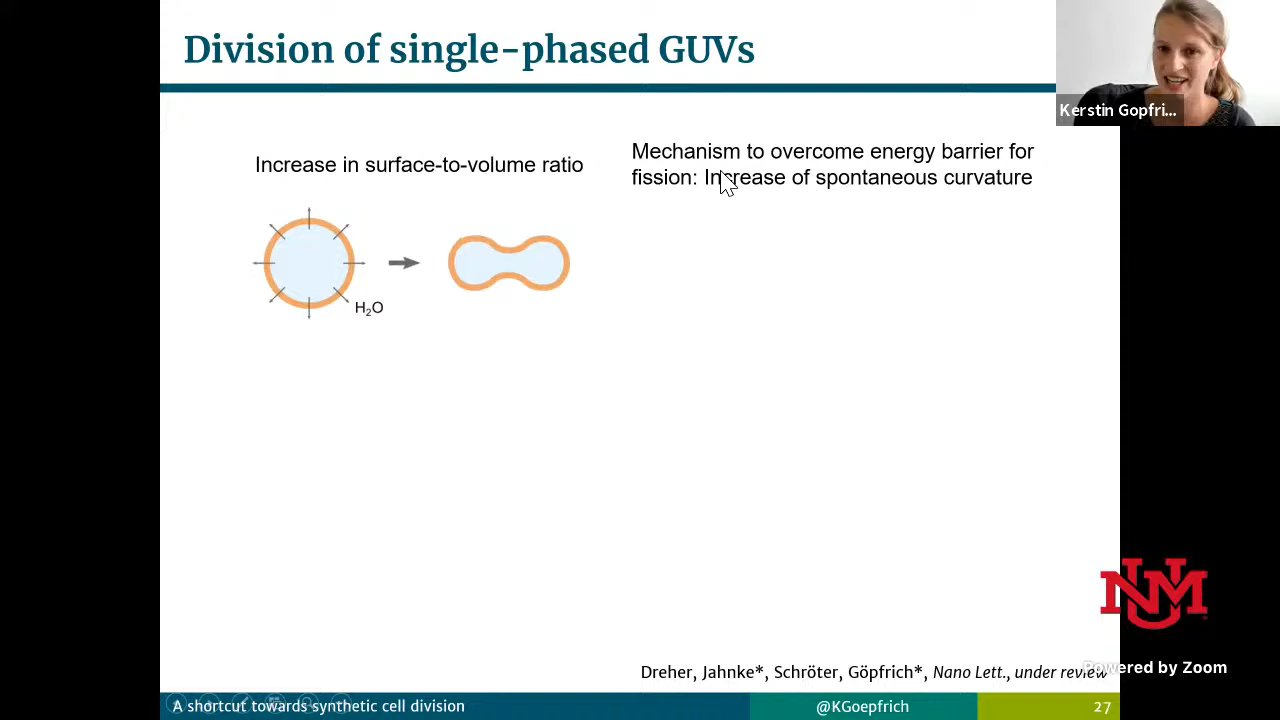 Division of single-phased GUVs
Kerstin Gopfri...
Increase in surface-to-volume ratio
Mechanism to overcome energy barrier for
fission: Increase of spontaneous curvature
H₂O
UNM
Dreher, Jahnke*, Schröter, Göpfrich*, Nano Lett., under review
Powered by Zoom
A shortcut towards synthetic cell division
@KGoepfrich
27